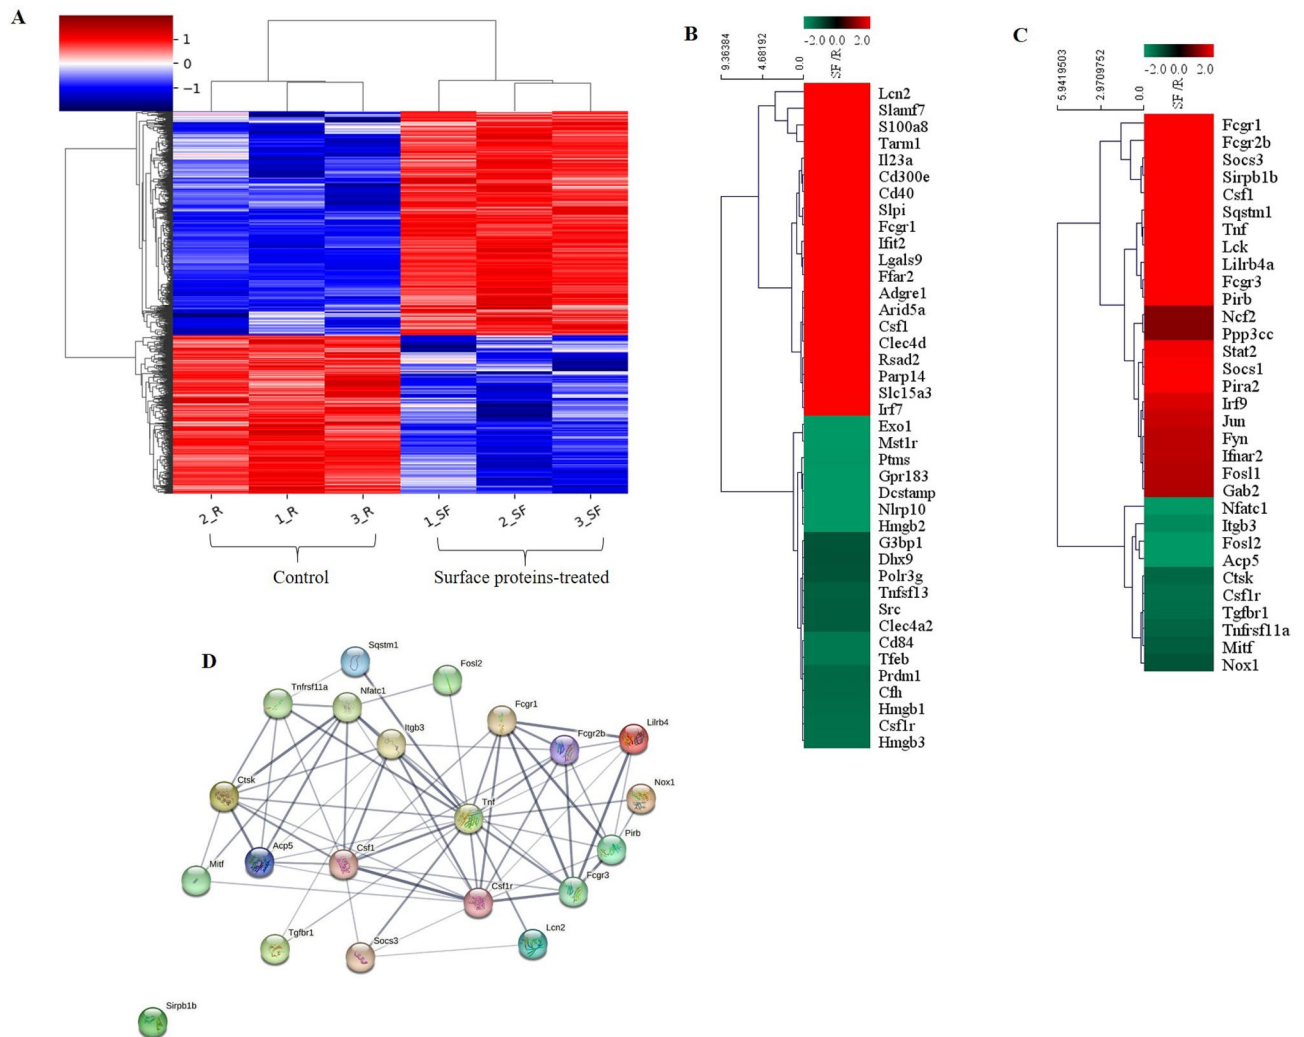 A
1
0
−1
2_R
1_R
3_R
1_SF
2_SF
3_SF
Control
Surface proteins-treated
B
9.36384
4.68192
0.0
-2.0 0.0 2.0
SF/R
Lcn2
Slamf7
S100a8
Tarm1
Il23a
Cd300e
Cd40
Slpi
Fcgr1
Ifit2
Lgals9
Ffar2
Adgre1
Arid5a
Csf1
Clec4d
Rsad2
Parp14
Slc15a3
Irf7
Exo1
Mst1r
Ptms
Gpr183
Dcstamp
Nlrp10
Hmgb2
G3bp1
Dhx9
Polr3g
Tnfsf13
Src
Clec4a2
Cd84
Tfeb
Prdm1
Cfh
Hmgb1
Csf1r
Hmgb3
C
5.9419503
2.9709752
0.0
-2.0 0.0 2.0
SF/R
Fcgr1
Fcgr2b
Socs3
Sirpb1b
Csf1
Sqstm1
Tnf
Lck
Lilrb4a
Fcgr3
Pirb
Ncf2
Ppp3cc
Stat2
Socs1
Pira2
Irf9
Jun
Fyn
Ifnar2
Fosl1
Gab2
Nfatc1
Itgb3
Fosl2
Acp5
Ctsk
Csf1r
Tgfbr1
Tnfrsf11a
Mitf
Nox1
D
Sqstm1
Fosl2
Tnfrsf11a
Nfatc1
Fcgr1
Lilrb4
Itgb3
Fcgr2b
Ctsk
Nox1
Tnf
Pirb
Acp5
Csf1
Mitf
Fcgr3
Csf1r
Tgfbr1
Socs3
Lcn2
Sirpb1b